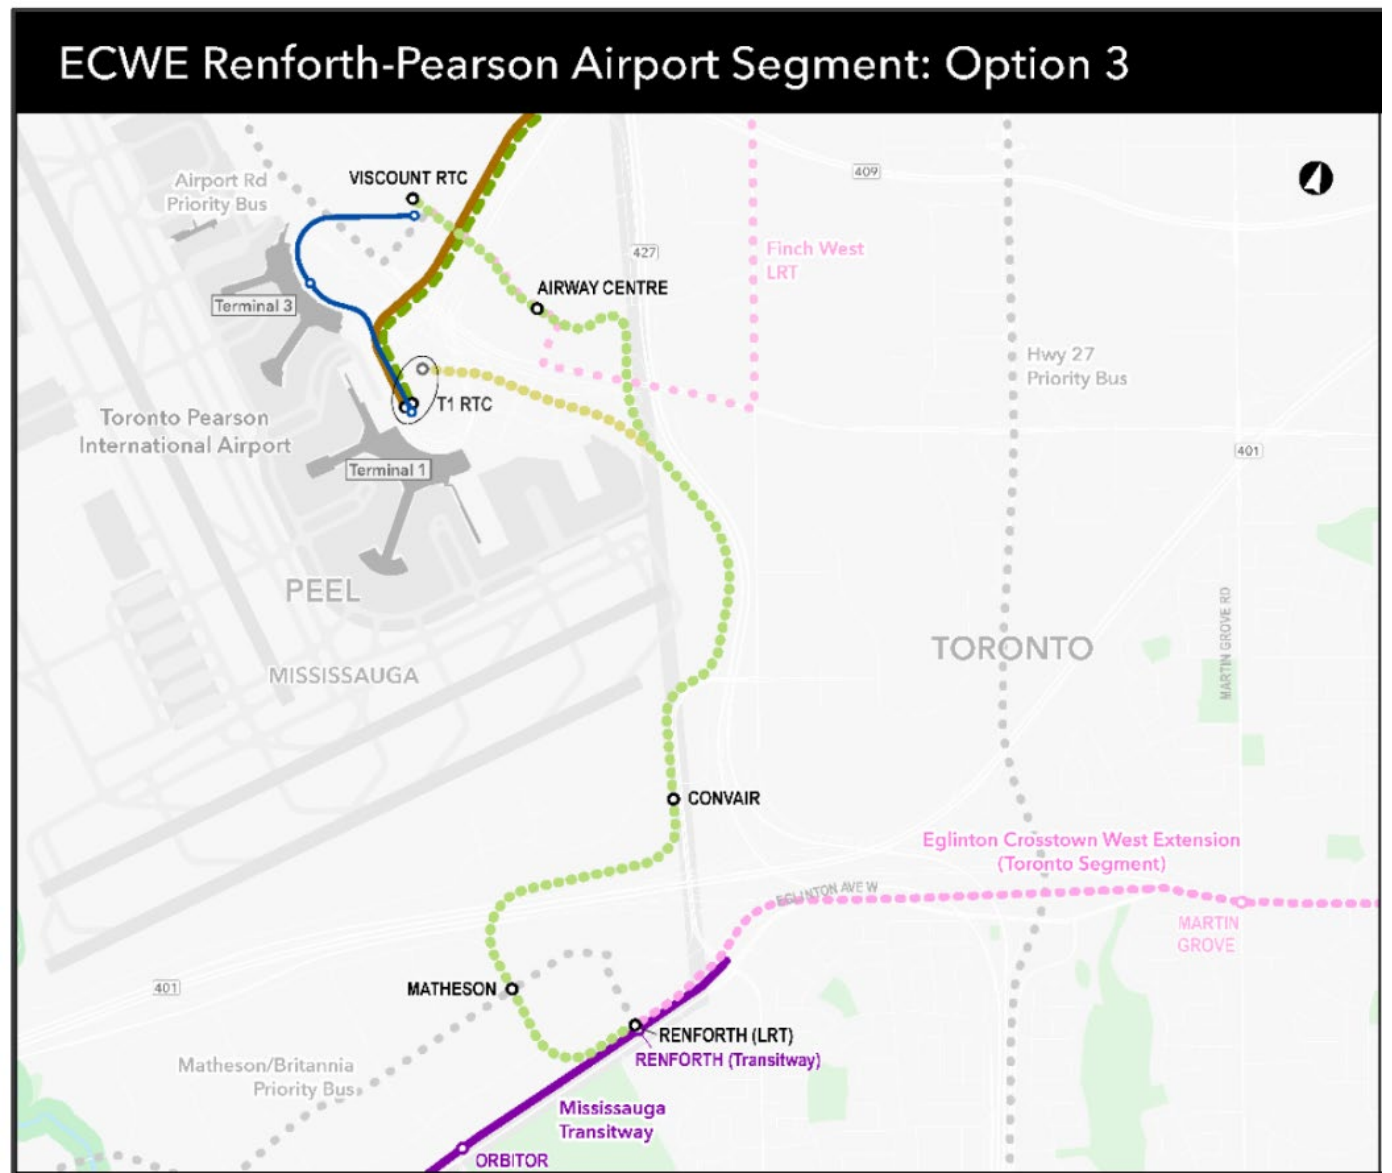 ECWE Renforth-Pearson Airport Segment: Option 3
Airport Rd
Priority Bus
VISCOUNT RTC
409
427
Finch West
LRT
AIRWAY CENTRE
Terminal 3
Hwy 27
Priority Bus
T1 RTC
Toronto Pearson
International Airport
401
Terminal 1
PEEL
MISSISSAUGA
TORONTO
MARTIN GROVE RD
CONVAIR
Eglinton Crosstown West Extension
(Toronto Segment)
EGLINTON AVE W
MARTIN
GROVE
401
MATHESON
RENFORTH (LRT)
RENFORTH (Transitway)
Matheson/Britannia
Priority Bus
Mississauga
Transitway
ORBITOR